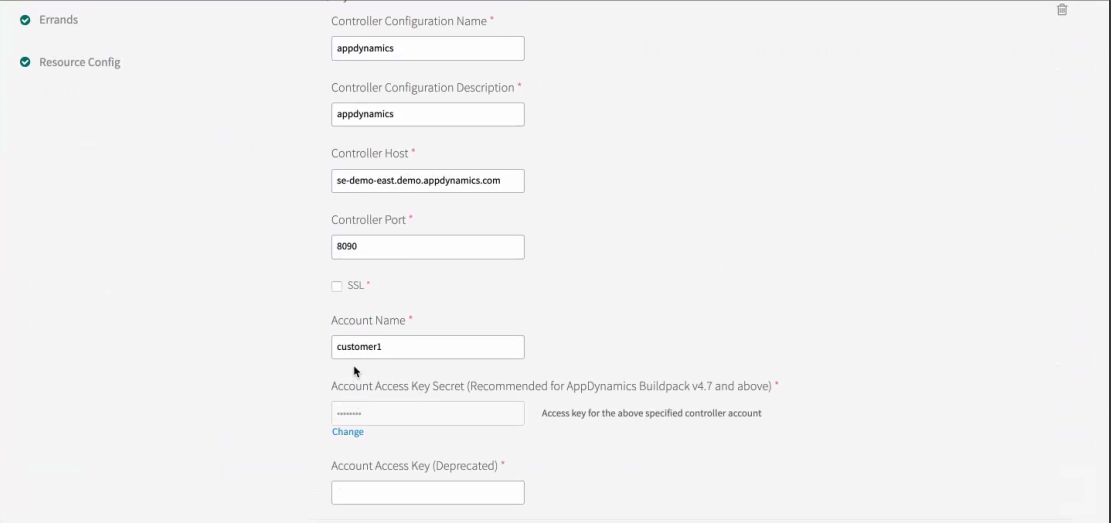 Errands
Resource Config
Controller Configuration Name *
appdynamics
Controller Configuration Description *
appdynamics
Controller Host *
se-demo-east.demo.appdynamics.com
Controller Port *
8090
SSL *
Account Name *
customer1
Account Access Key Secret (Recommended for AppDynamics Buildpack v4.7 and above) *
••••••••
Access key for the above specified controller account
Change
Account Access Key (Deprecated) *